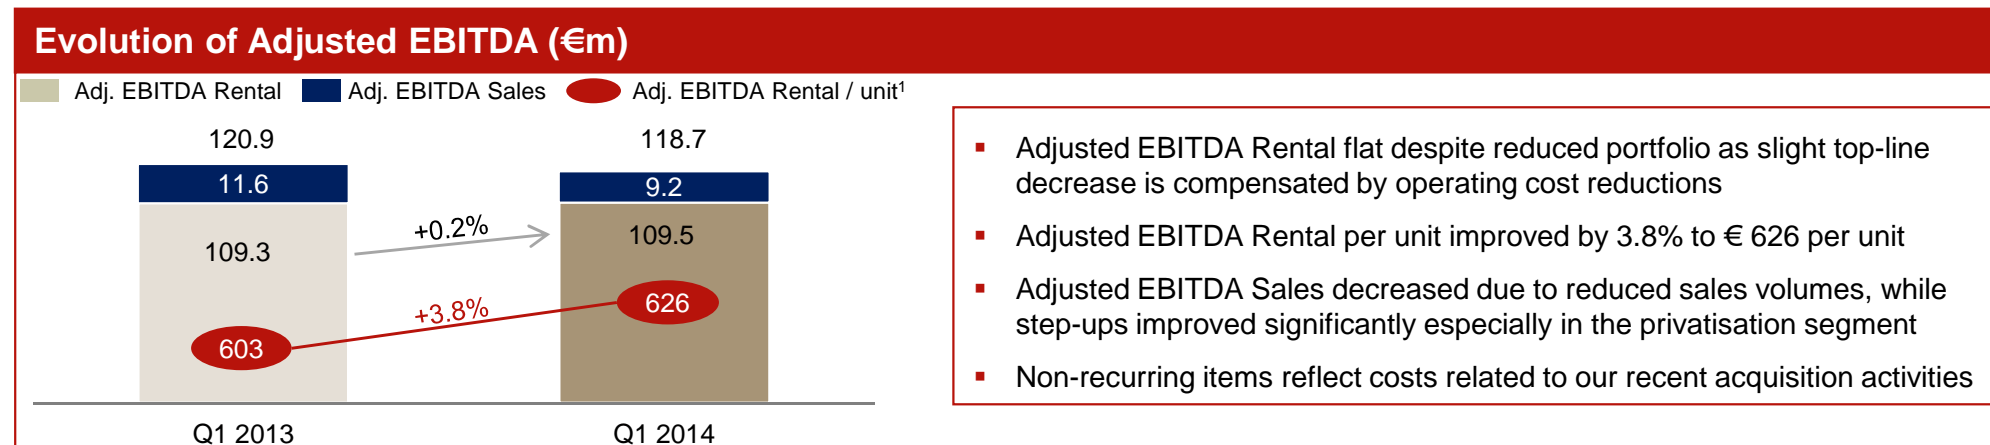 Evolution of Adjusted EBITDA (€m)
Adj. EBITDA Rental Adj. EBITDA Sales Adj. EBITDA Rental / unit¹
120.9 118.7
11.6 9.2
109.3 +0.2% 109.5
603 +3.8% 626
Q1 2013 Q1 2014
▪ Adjusted EBITDA Rental flat despite reduced portfolio as slight top-line
decrease is compensated by operating cost reductions
▪ Adjusted EBITDA Rental per unit improved by 3.8% to € 626 per unit
▪ Adjusted EBITDA Sales decreased due to reduced sales volumes, while
step-ups improved significantly especially in the privatisation segment
▪ Non-recurring items reflect costs related to our recent acquisition activities